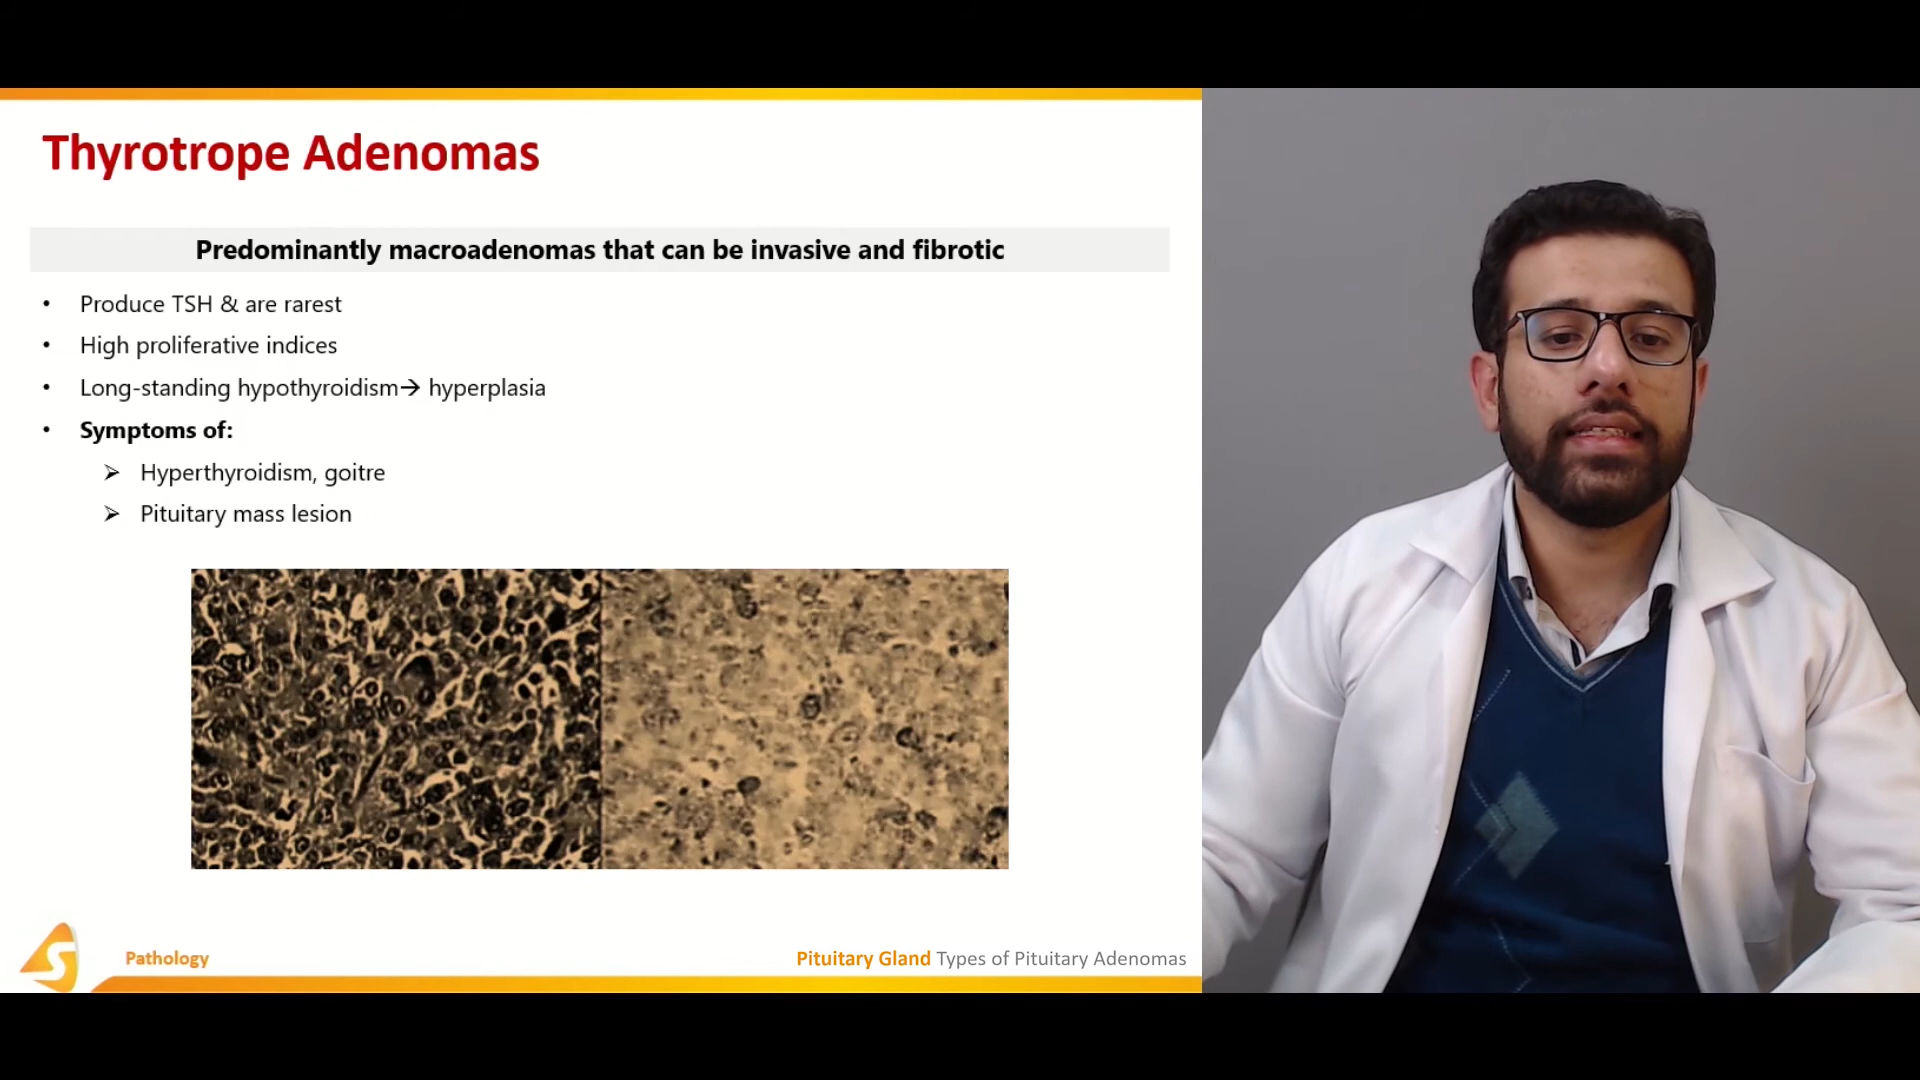 Thyrotrope Adenomas
Predominantly macroadenomas that can be invasive and fibrotic
• Produce TSH & are rarest
• High proliferative indices
• Long-standing hypothyroidism→ hyperplasia
• Symptoms of:
➢ Hyperthyroidism, goitre
➢ Pituitary mass lesion
S
Pathology
Pituitary Gland Types of Pituitary Adenomas